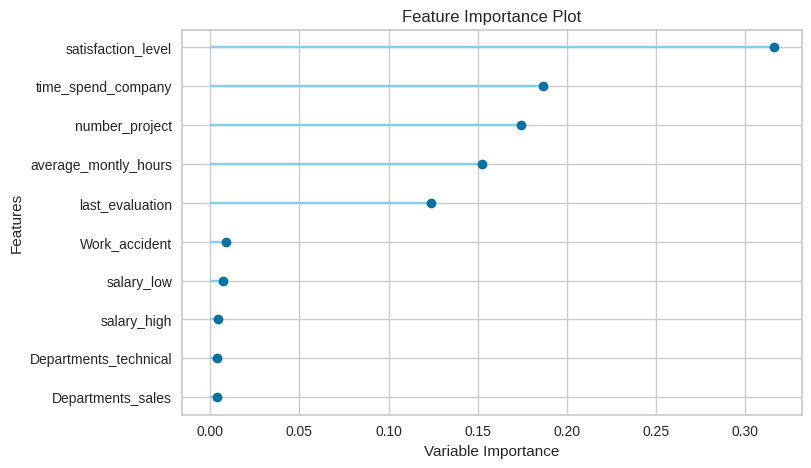 Feature Importance Plot
Features
satisfaction_level
time_spend_company
number_project
average_montly_hours
last_evaluation
Work_accident
salary_low
salary_high
Departments_technical
Departments_sales
0.00 0.05 0.10 0.15 0.20 0.25 0.30
Variable Importance